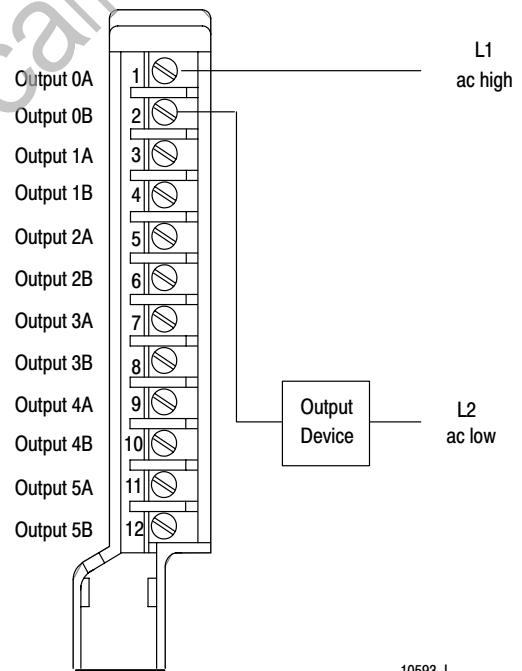 L1
ac high
Output 0A 1
Output 0B 2
Output 1A 3
Output 1B 4
Output 2A 5
Output 2B 6
Output 3A 7
Output 3B 8
Output 4A 9
Output 4B 10
Output 5A 11
Output 5B 12
Output
Device
L2
ac low